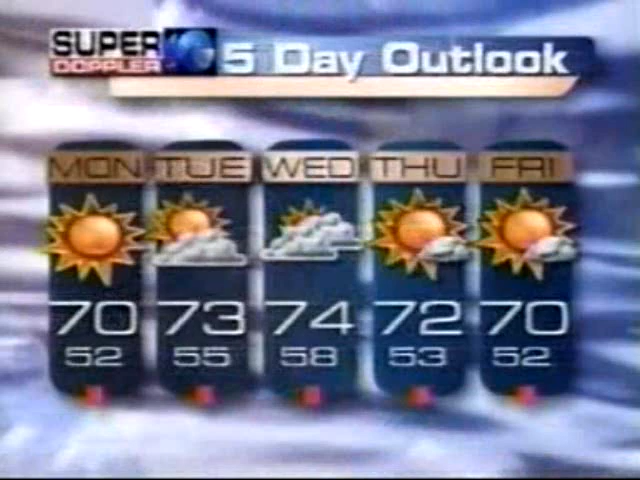 SUPER 10
DOPPLER
5 Day Outlook
MON TUE WED THU FRI
70 73 74 72 70
52 55 58 53 52